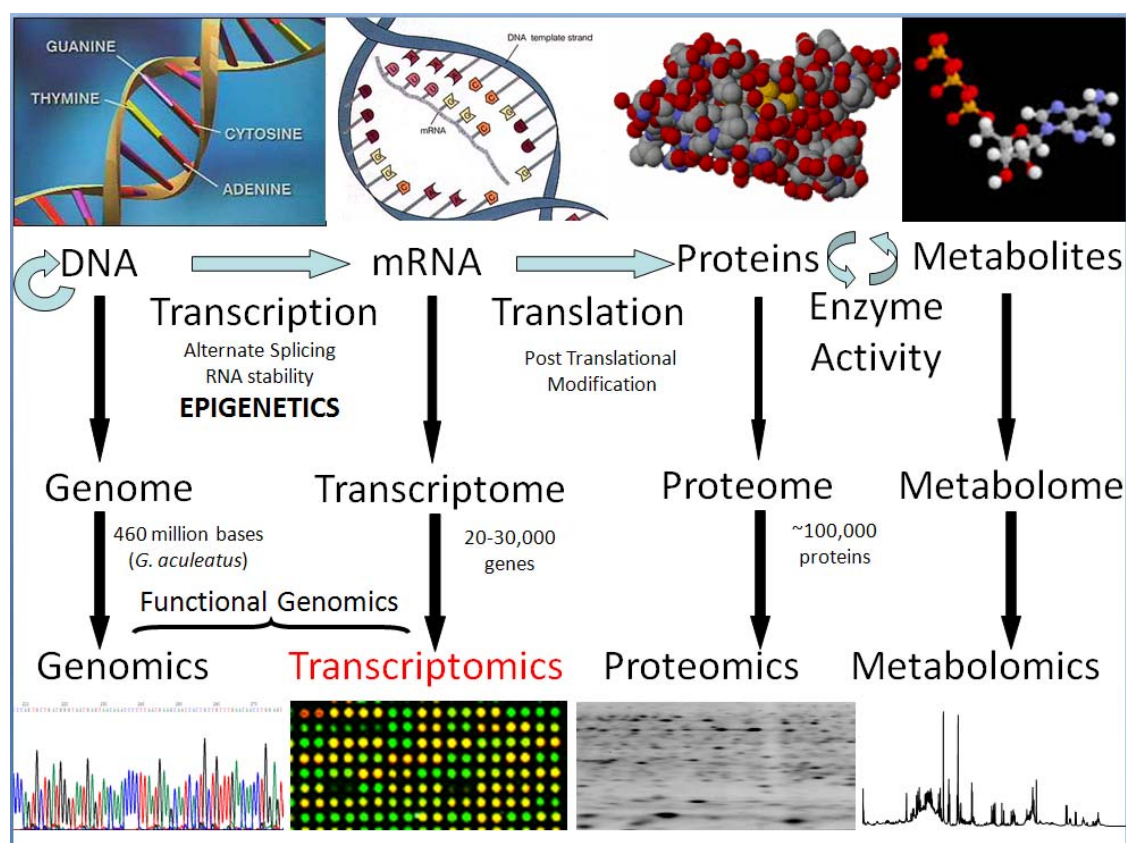 GUANINE
THYMINE
CYTOSINE
ADENINE
DNA template strand
mRNA
DNA
mRNA
Proteins
Metabolites
Transcription
Translation
Enzyme
Activity
Alternate Splicing
RNA stability
EPIGENETICS
Post Translational
Modification
Genome
Transcriptome
Proteome
Metabolome
460 million bases
(G. aculeatus)
20-30,000
genes
~100,000
proteins
Functional Genomics
Genomics
Transcriptomics
Proteomics
Metabolomics